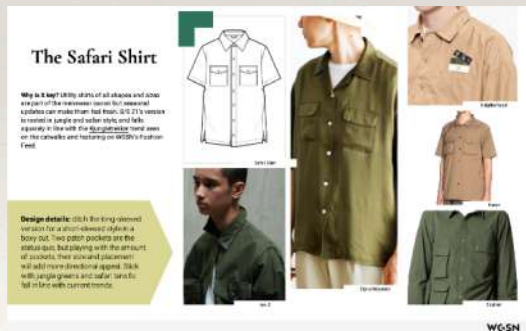 The Safari Shirt
Why is it key? Utility shirts of all shapes and sizes
are part of the menswear canon but seasonal
updates can make them feel fresh. S/S 21's version
is rooted in jungle and safari style, and falls
squarely in line with the #jungletrekker trend seen
on the catwalks and featuring on WGSN's Fashion
Feed.
Design details: ditch the long-sleeved
version for a short-sleeved style in a
boxy cut. Two patch pockets are the
status quo, but playing with the amount
of pockets, their size and placement
will add more directional appeal. Stick
with jungle greens and safari tans to
fall in line with current trends.
WGSN